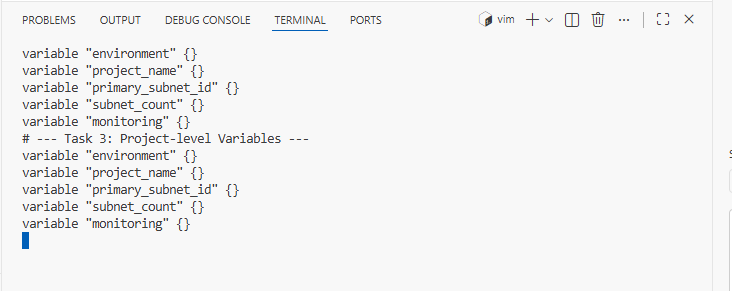 PROBLEMS OUTPUT DEBUG CONSOLE TERMINAL PORTS vim
variable "environment" {}
variable "project_name" {}
variable "primary_subnet_id" {}
variable "subnet_count" {}
variable "monitoring" {}
# --- Task 3: Project-level Variables ---
variable "environment" {}
variable "project_name" {}
variable "primary_subnet_id" {}
variable "subnet_count" {}
variable "monitoring" {}